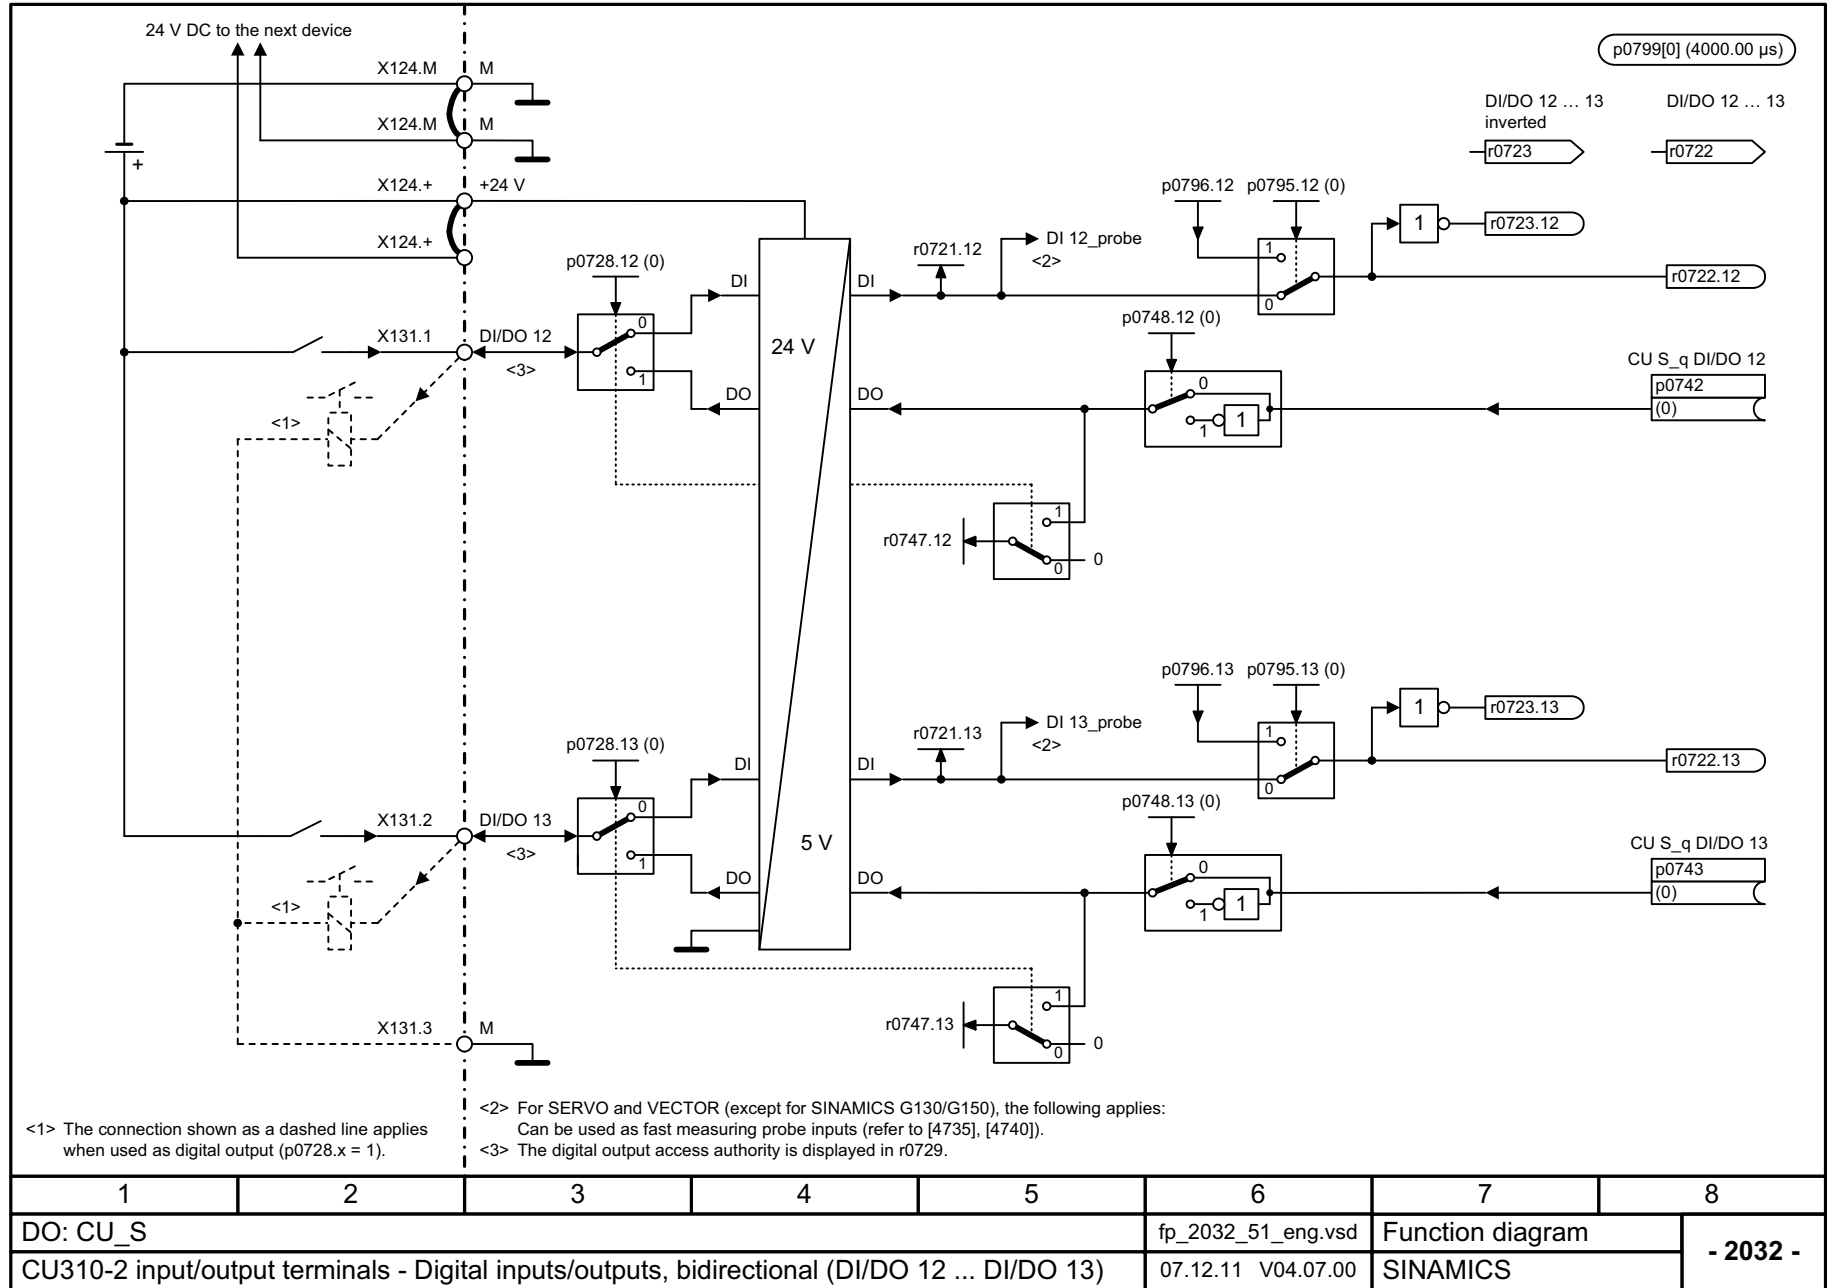 24 V DC to the next device
p0799[0] (4000.00 µs)
X124.M
M
DI/DO 12 … 13
inverted
DI/DO 12 … 13
X124.M
M
r0723
r0722
+
X124.+
+24 V
p0796.12
p0795.12 (0)
1
r0723.12
X124.+
r0721.12
DI 12_probe
<2>
1
p0728.12 (0)
DI
DI
r0722.12
0
p0748.12 (0)
X131.1
DI/DO 12
<3>
0
1
24 V
CU S_q DI/DO 12
p0742
(0)
0
1
1
DO
DO
<1>
1
r0747.12
0
0
p0796.13
p0795.13 (0)
1
r0723.13
r0721.13
DI 13_probe
<2>
1
p0728.13 (0)
DI
DI
r0722.13
0
p0748.13 (0)
X131.2
DI/DO 13
<3>
0
1
5 V
CU S_q DI/DO 13
p0743
(0)
0
1
1
DO
DO
<1>
1
r0747.13
0
0
X131.3
M
<1> The connection shown as a dashed line applies
when used as digital output (p0728.x = 1).
<2> For SERVO and VECTOR (except for SINAMICS G130/G150), the following applies:
Can be used as fast measuring probe inputs (refer to [4735], [4740]).
<3> The digital output access authority is displayed in r0729.
1 2 3 4 5 6 7 8
DO: CU_S
fp_2032_51_eng.vsd
Function diagram
- 2032 -
CU310-2 input/output terminals - Digital inputs/outputs, bidirectional (DI/DO 12 ... DI/DO 13)
07.12.11 V04.07.00
SINAMICS